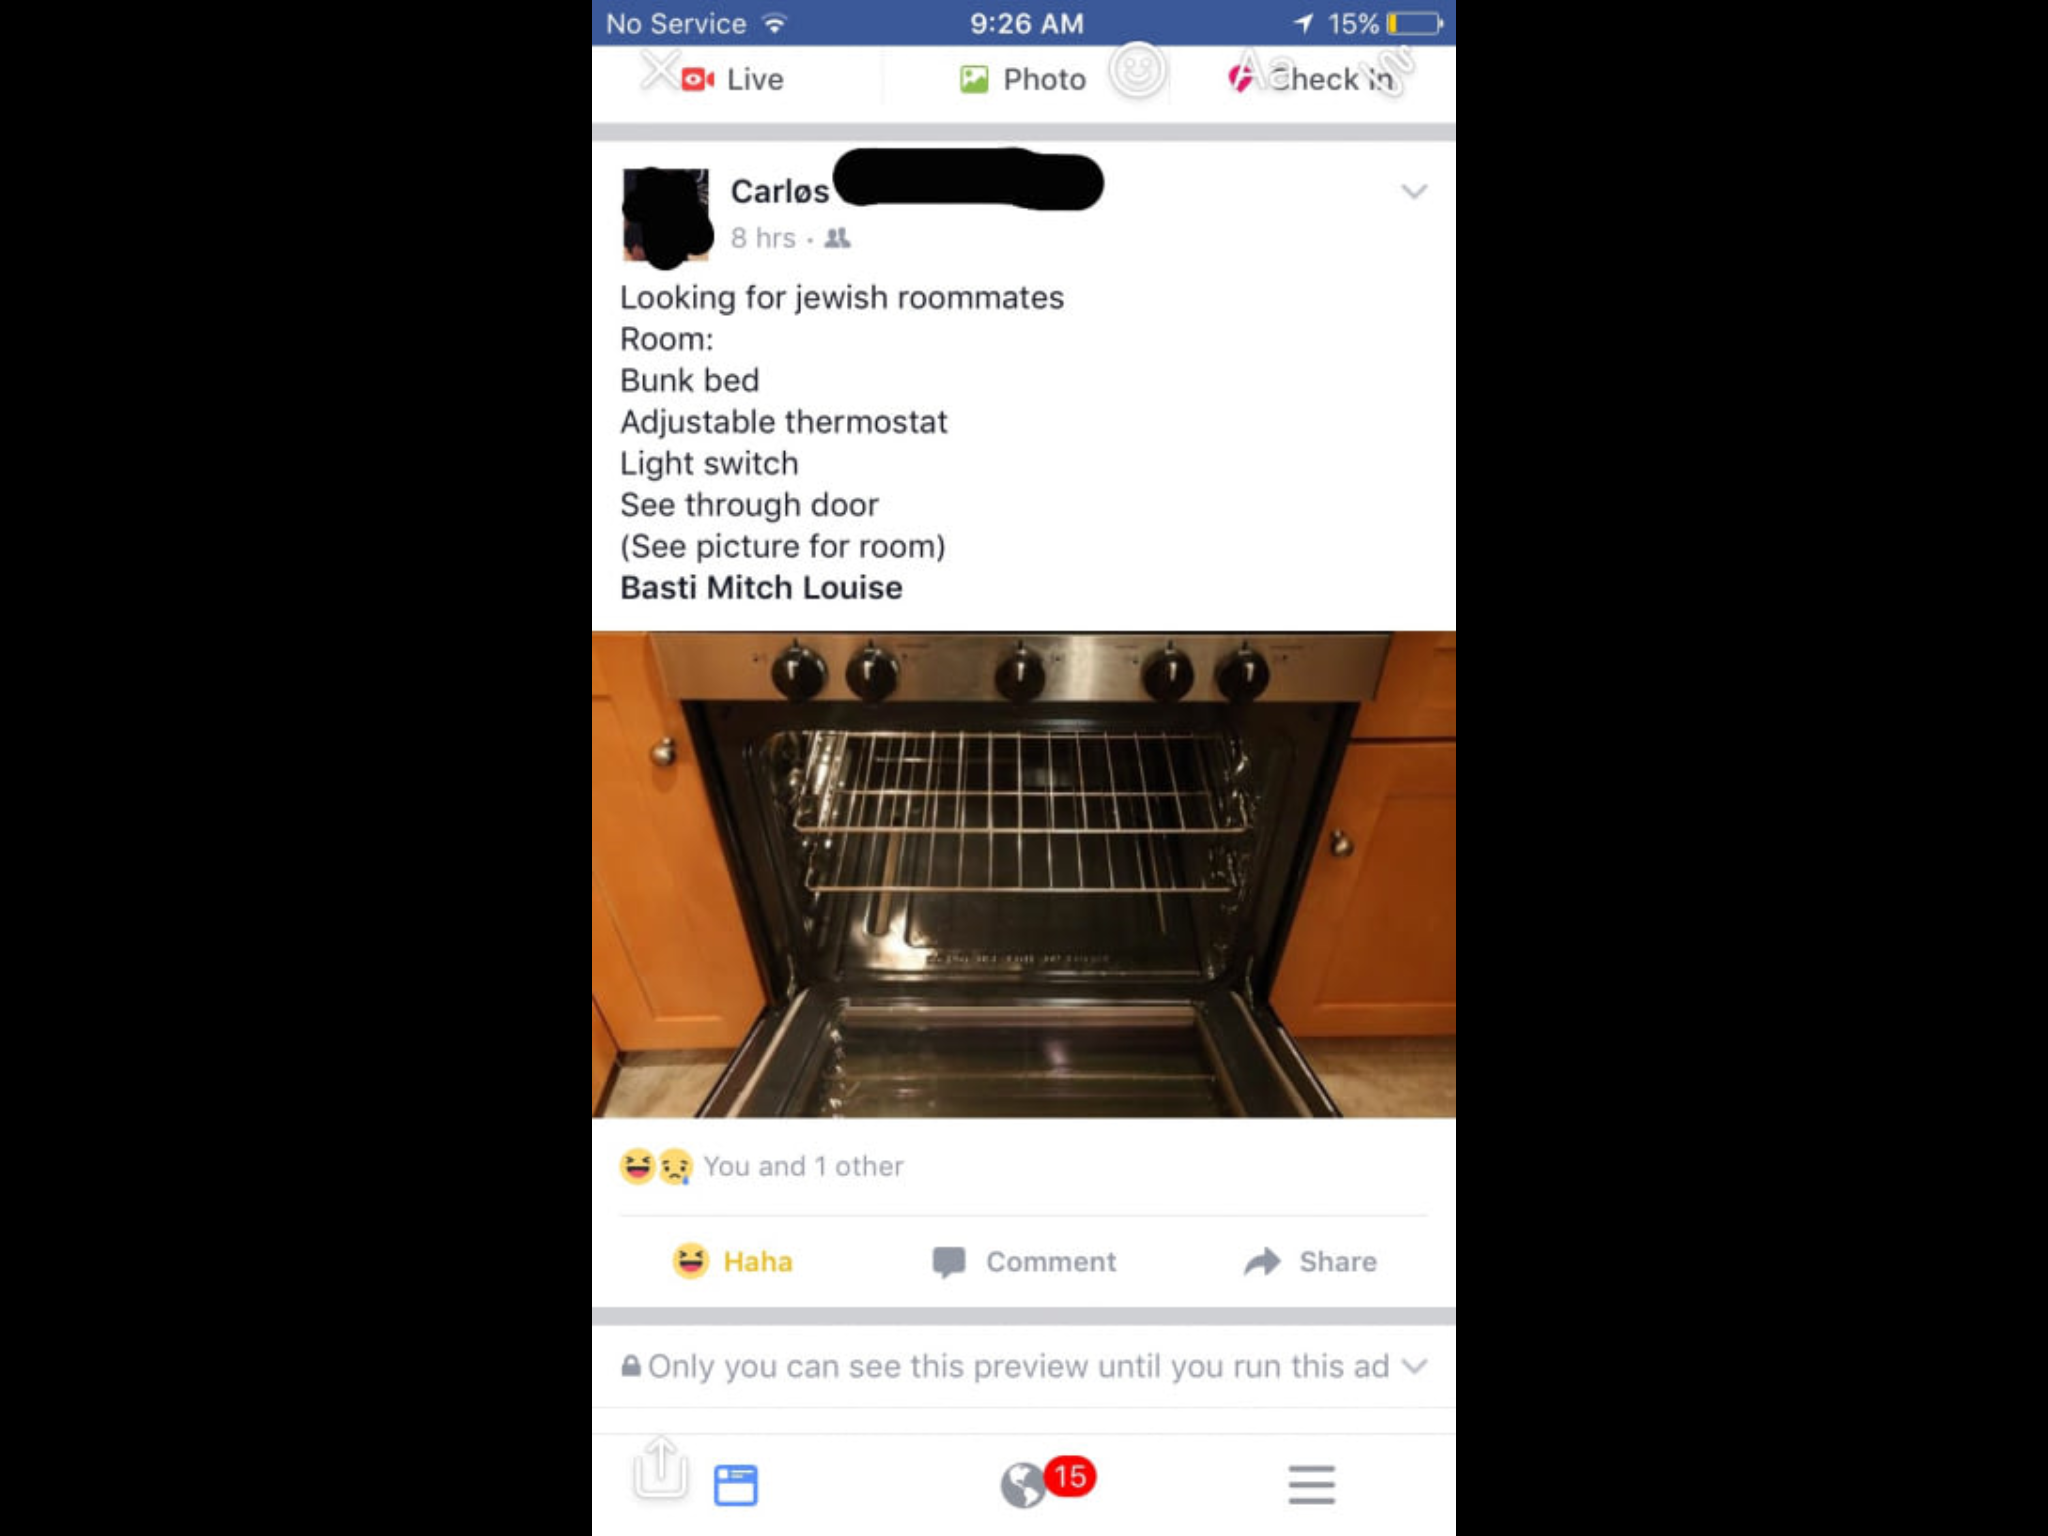 No Service 9:26 AM 15%
Live Photo Aa Check In
Carløs
8 hrs ·
Looking for jewish roommates
Room:
Bunk bed
Adjustable thermostat
Light switch
See through door
(See picture for room)
Basti Mitch Louise
You and 1 other
Haha Comment Share
Only you can see this preview until you run this ad
15